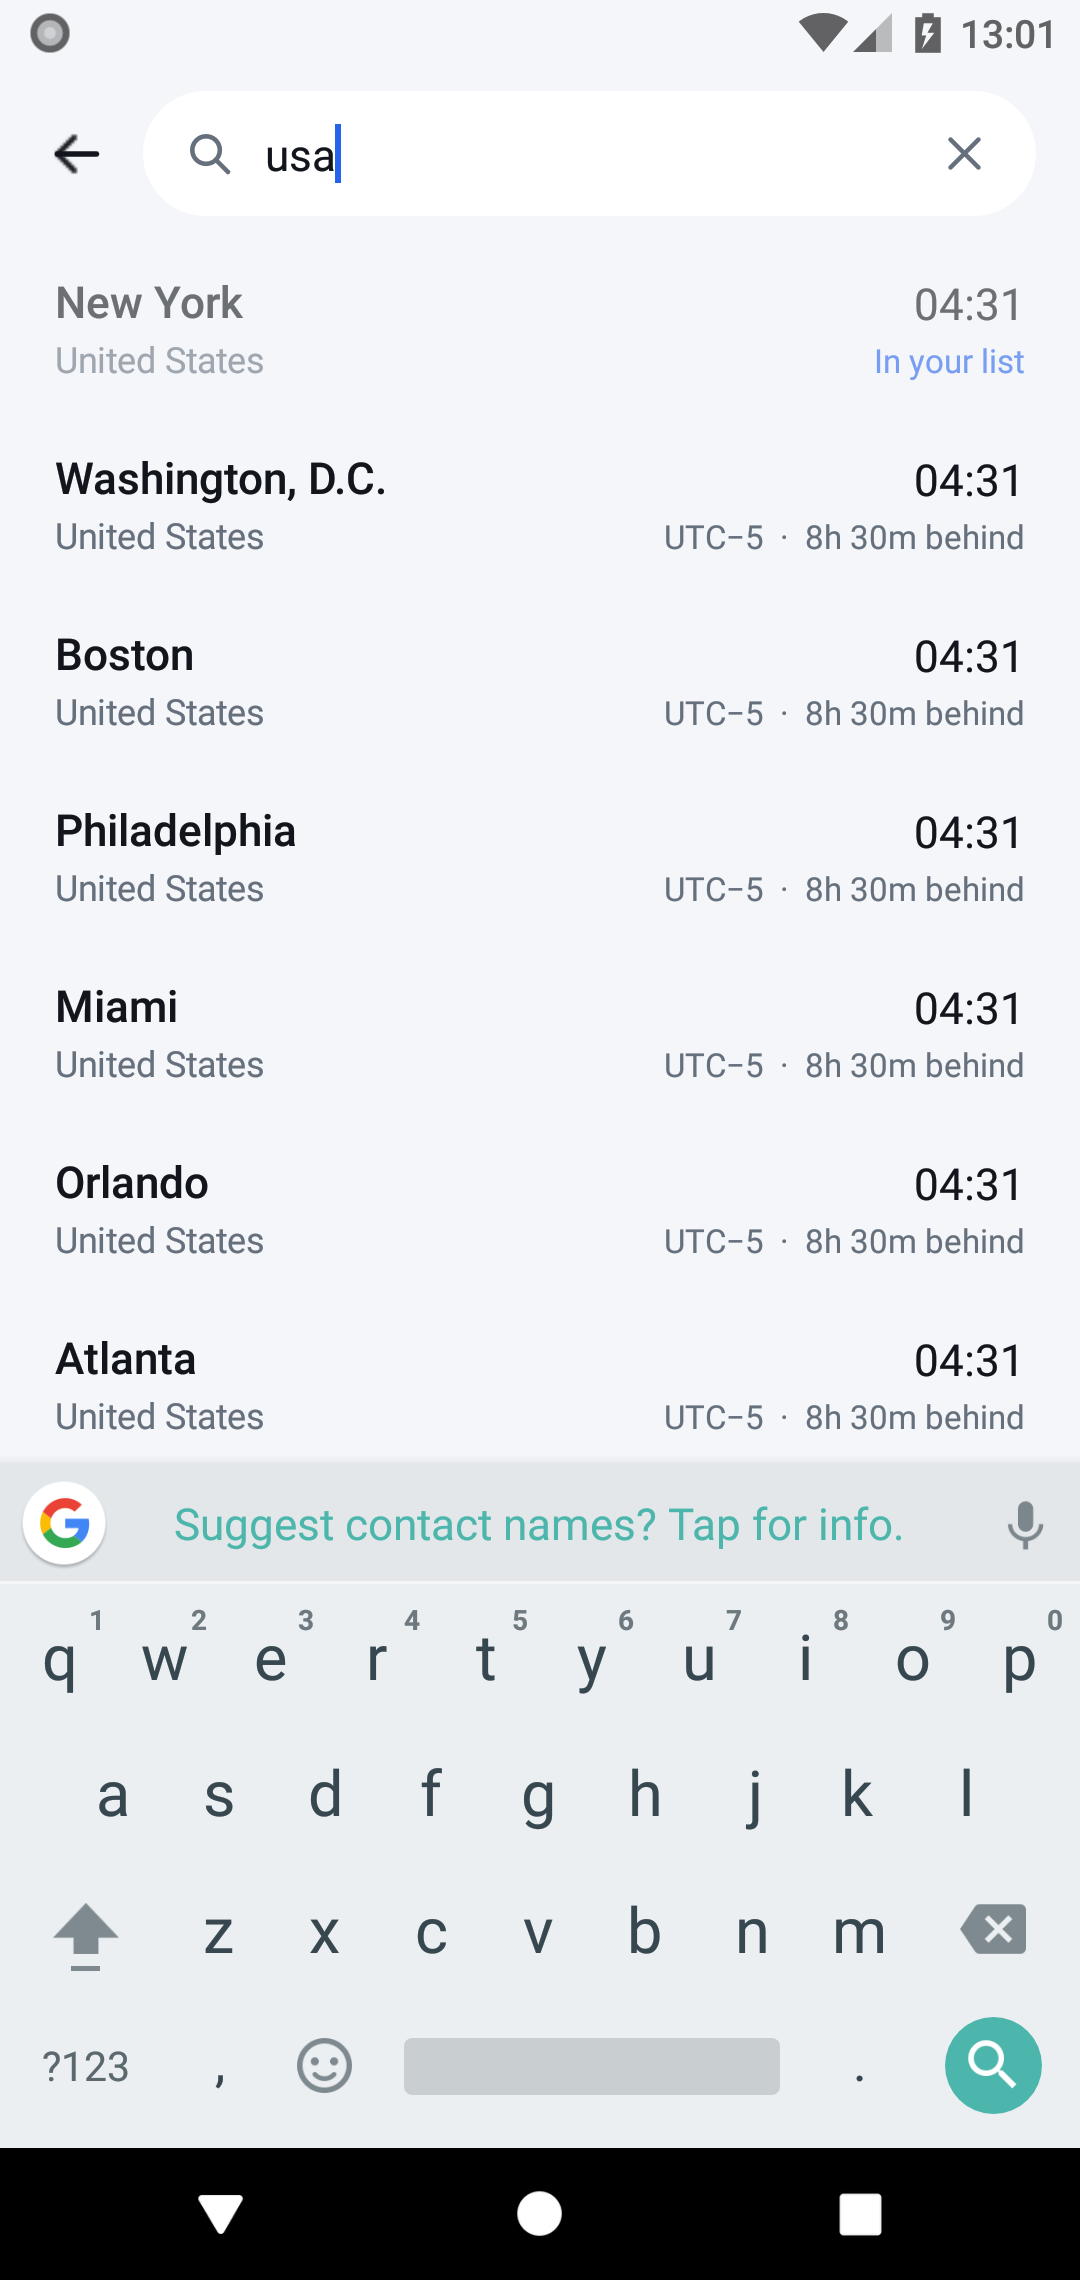 13:01
usa
New York 04:31
United States In your list
Washington, D.C. 04:31
United States UTC−5 · 8h 30m behind
Boston 04:31
United States UTC−5 · 8h 30m behind
Philadelphia 04:31
United States UTC−5 · 8h 30m behind
Miami 04:31
United States UTC−5 · 8h 30m behind
Orlando 04:31
United States UTC−5 · 8h 30m behind
Atlanta 04:31
United States UTC−5 · 8h 30m behind
G Suggest contact names? Tap for info.
1 2 3 4 5 6 7 8 9 0
q w e r t y u i o p
a s d f g h j k l
z x c v b n m
?123 , .